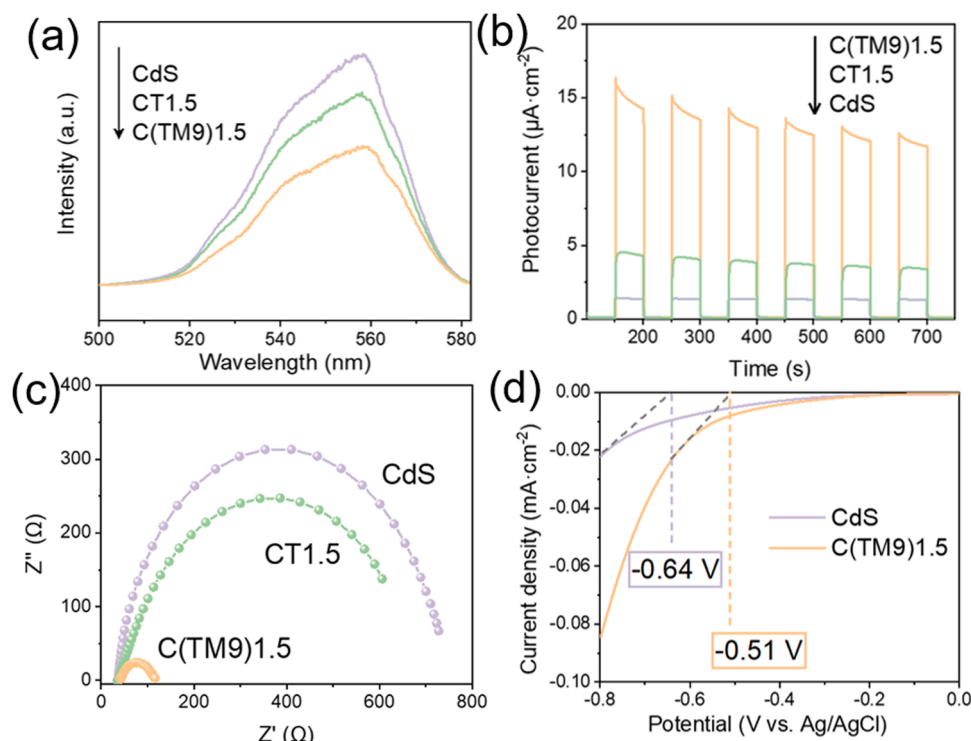 (a)
CdS
CT1.5
C(TM9)1.5
Intensity (a.u.)
500 520 540 560 580
Wavelength (nm)
(b)
C(TM9)1.5
CT1.5
CdS
Photocurrent (μA·cm-2)
20
15
10
5
0
200 300 400 500 600 700
Time (s)
(c)
400
300
200
100
0
Z'' (Ω)
CdS
CT1.5
C(TM9)1.5
0 200 400 600 800
Z' (Ω)
(d)
0.00
-0.02
-0.04
-0.06
-0.08
-0.10
Current density (mA·cm-2)
CdS
C(TM9)1.5
-0.64 V
-0.51 V
-0.8 -0.6 -0.4 -0.2 0.0
Potential (V vs. Ag/AgCl)